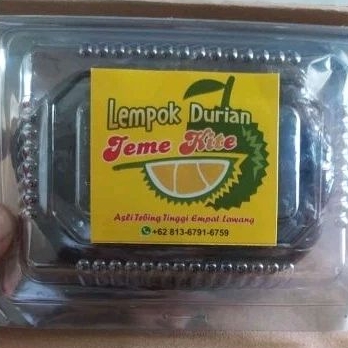 Lempok Durian
Jeme Kite
Asli Tebing Tinggi Empat Lawang
+62 813-6791-6759